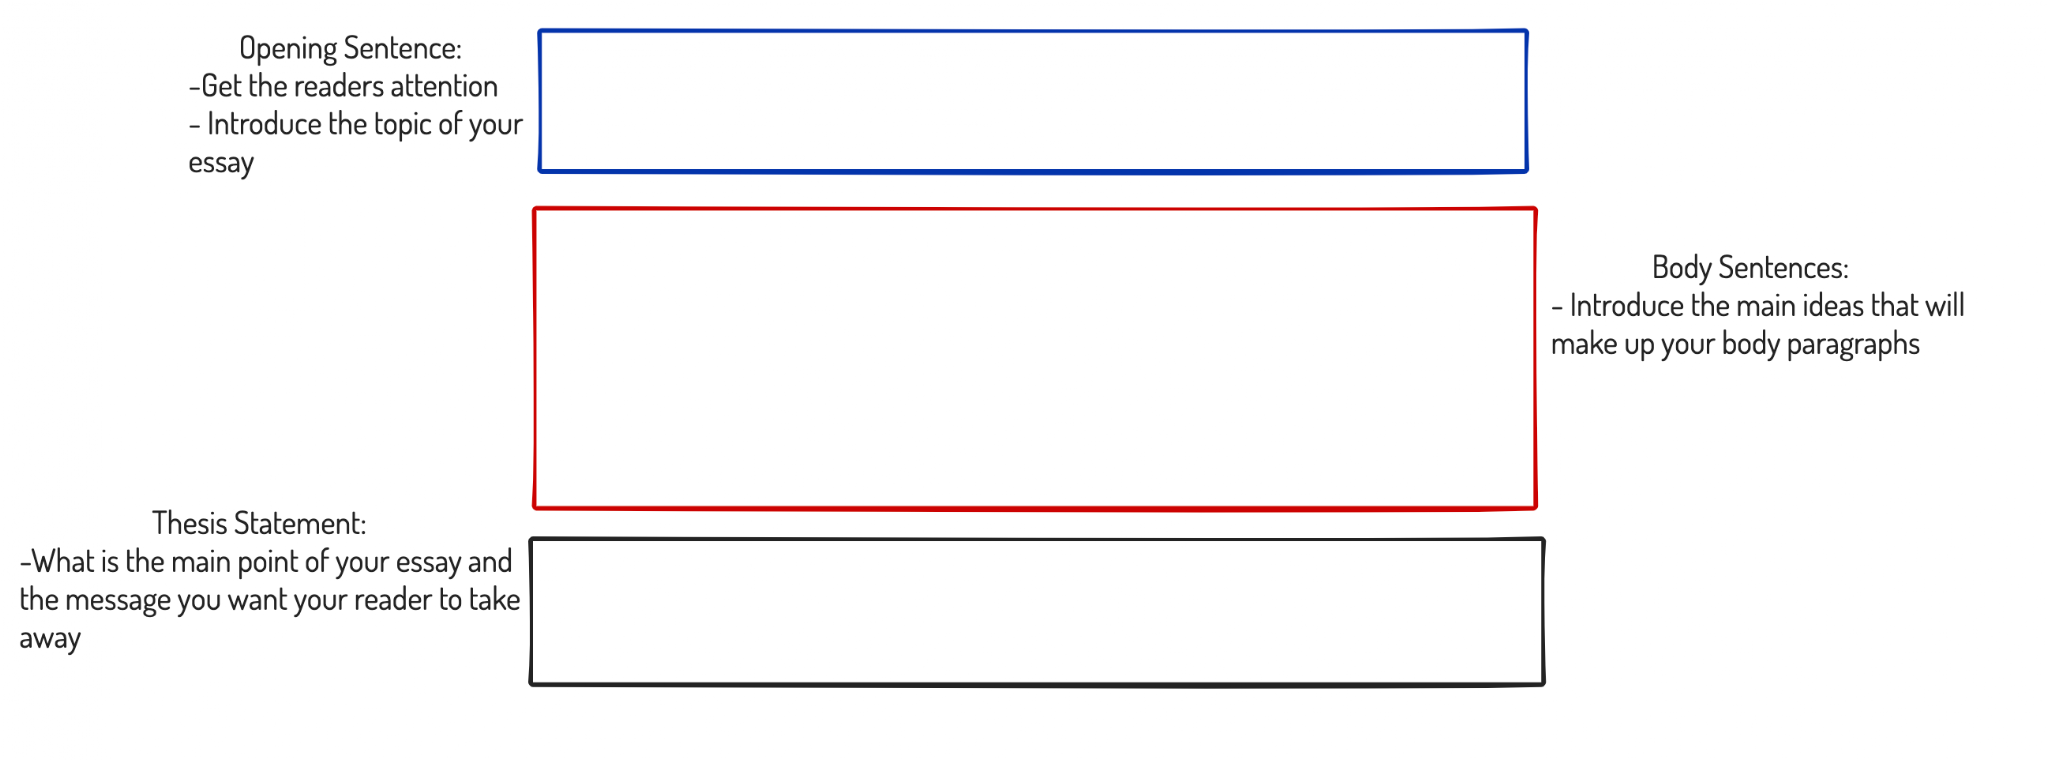 Opening Sentence:
-Get the readers attention
- Introduce the topic of your
essay
Body Sentences:
- Introduce the main ideas that will
make up your body paragraphs
Thesis Statement:
-What is the main point of your essay and
the message you want your reader to take
away